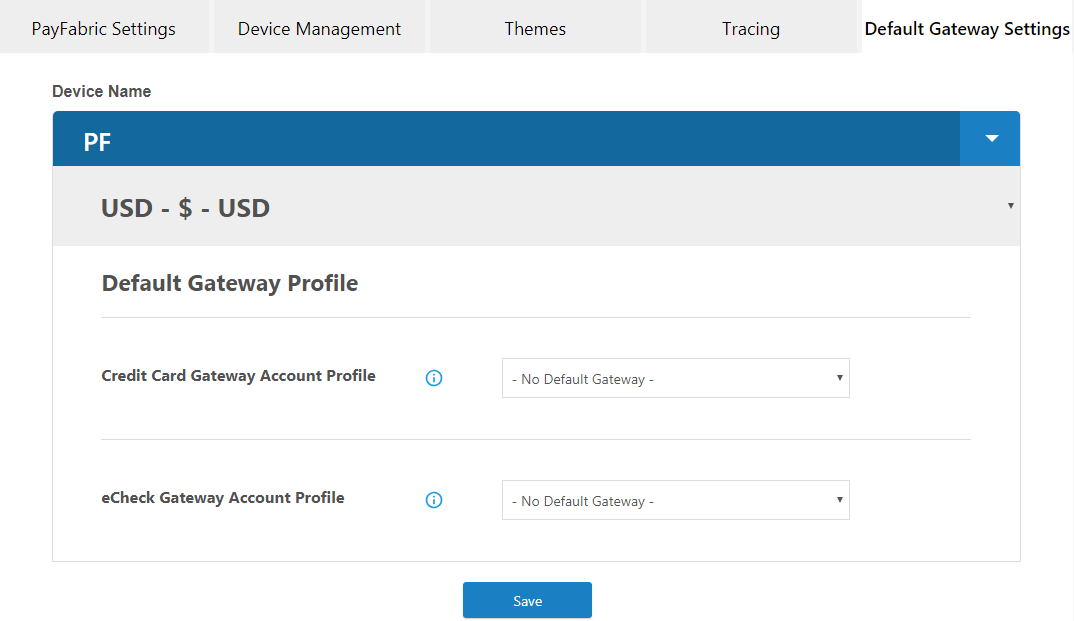 PayFabric Settings
Device Management
Themes
Tracing
Default Gateway Settings
Device Name
PF
USD - $ - USD
Default Gateway Profile
Credit Card Gateway Account Profile
- No Default Gateway -
eCheck Gateway Account Profile
- No Default Gateway -
Save